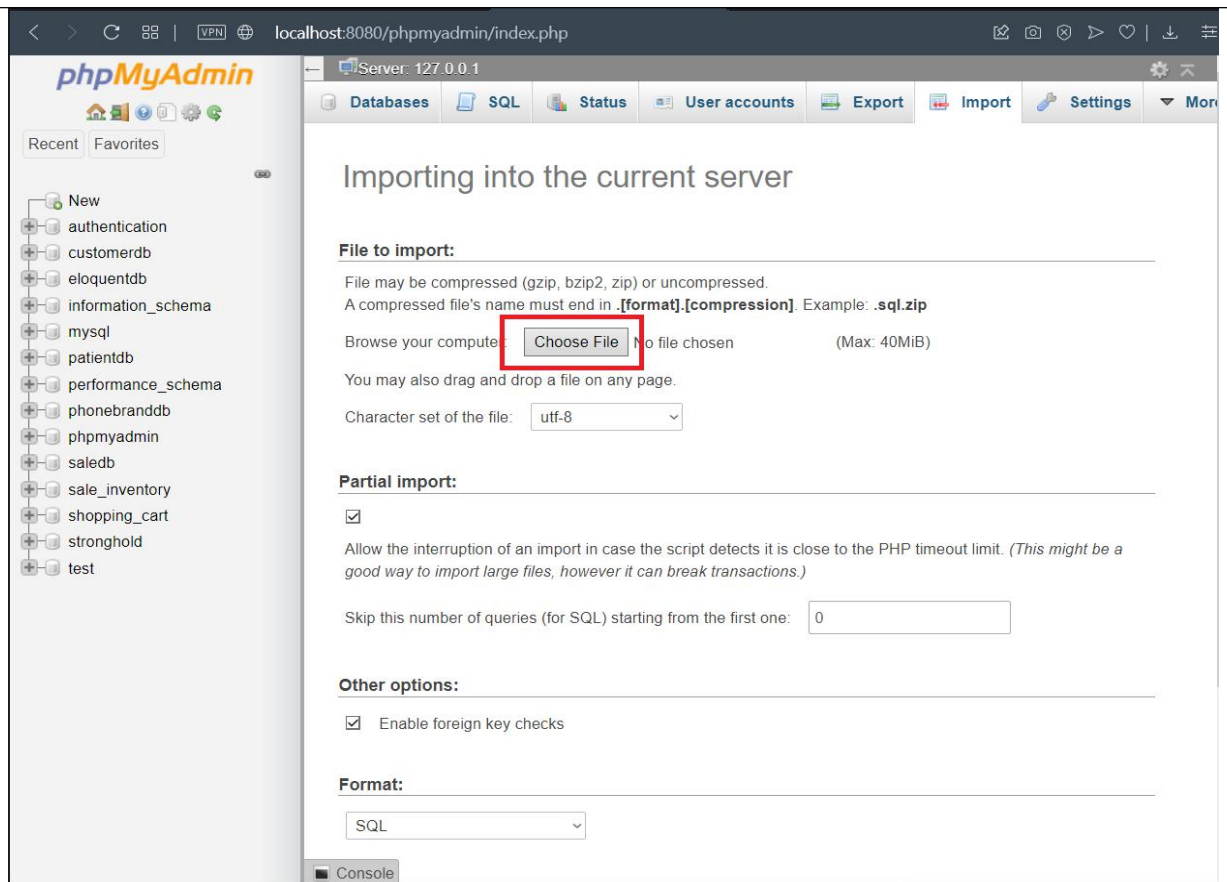 VPN localhost:8080/phpmyadmin/index.php
phpMyAdmin
Recent Favorites
New
authentication
customerdb
eloquentdb
information_schema
mysql
patientdb
performance_schema
phonebranddb
phpmyadmin
saledb
sale_inventory
shopping_cart
stronghold
test
Server: 127.0.0.1
Databases SQL Status User accounts Export Import Settings
Importing into the current server
File to import:
File may be compressed (gzip, bzip2, zip) or uncompressed.
A compressed file's name must end in .[format].[compression]. Example: .sql.zip
Browse your computer: Choose File No file chosen (Max: 40MiB)
You may also drag and drop a file on any page.
Character set of the file: utf-8
Partial import:
Allow the interruption of an import in case the script detects it is close to the PHP timeout limit. (This might be a
good way to import large files, however it can break transactions.)
Skip this number of queries (for SQL) starting from the first one: 0
Other options:
Enable foreign key checks
Format:
SQL
Console